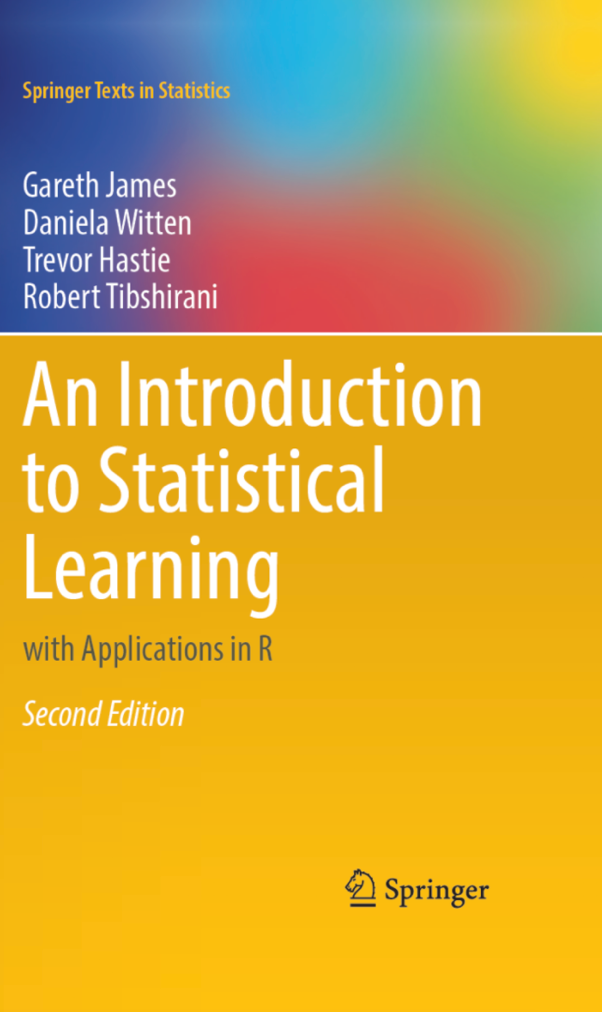 Springer Texts in Statistics
Gareth James
Daniela Witten
Trevor Hastie
Robert Tibshirani
An Introduction
to Statistical
Learning
with Applications in R
Second Edition
Springer